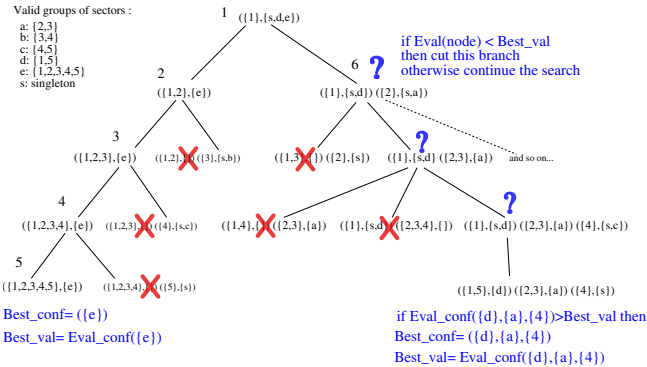 Valid groups of sectors :
a: {2,3}
b: {3,4}
c: {4,5}
d: {1,5}
e: {1,2,3,4,5}
s: singleton
1
({1},{s,d,e})
if Eval(node) < Best_val
then cut this branch
otherwise continue the search
6
?
2
({1,2},{e})
({1},{s,d}) ({2},{s,a})
3
?
({1,2,3},{e})
({1,2},{}) ({3},{s,b})
({1,3},{}) ({2},{s})
({1},{s,d} ({2,3},{a})
and so on...
4
?
({1,2,3,4},{e})
({1,2,3},{}) ({4},{s,c})
({1,4},{}) ({2,3},{a})
({1},{s,d}) ({2,3,4},{})
({1},{s,d}) ({2,3},{a}) ({4},{s,c})
5
({1,2,3,4,5},{e})
({1,2,3,4},{}) ({5},{s})
({1,5},{d}) ({2,3},{a}) ({4},{s})
Best_conf= ({e})
Best_val= Eval_conf({e})
if Eval_conf({d},{a},{4})>Best_val then
Best_conf= ({d},{a},{4})
Best_val= Eval_conf({d},{a},{4})